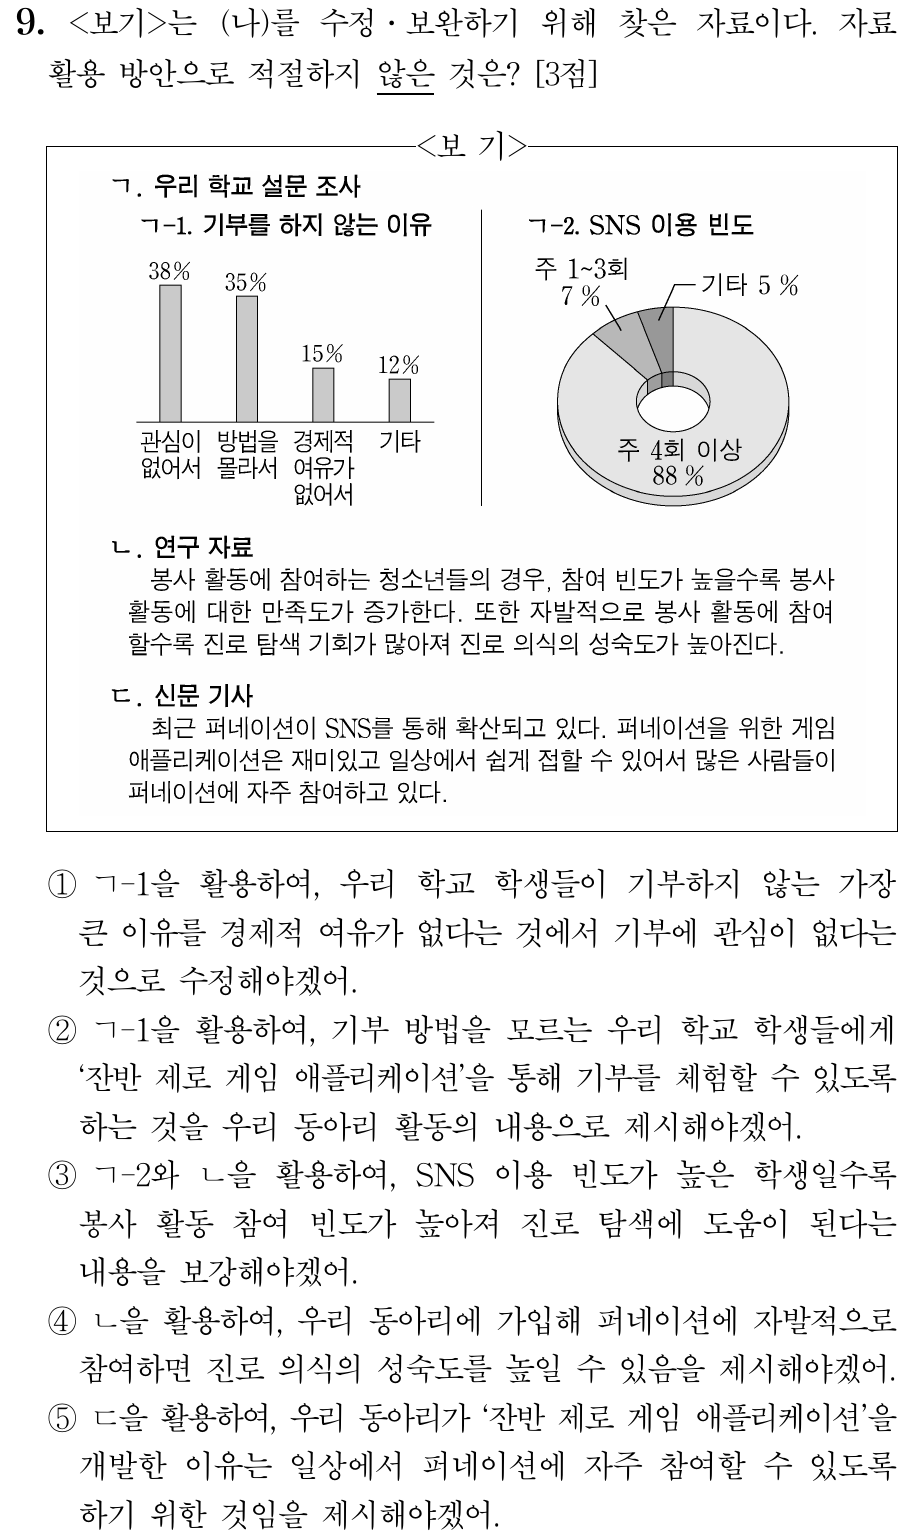 9. <보기>는 (나)를 수정・보완하기 위해 찾은 자료이다. 자료
활용 방안으로 적절하지 않은 것은? [3점]
<보 기>
ㄱ. 우리 학교 설문 조사
ㄱ-1. 기부를 하지 않는 이유
38%
35%
15%
12%
관심이 없어서
방법을 몰라서
경제적 여유가 없어서
기타
ㄱ-2. SNS 이용 빈도
주 1~3회
7 %
기타 5 %
주 4회 이상
88 %
ㄴ. 연구 자료
봉사 활동에 참여하는 청소년들의 경우, 참여 빈도가 높을수록 봉사
활동에 대한 만족도가 증가한다. 또한 자발적으로 봉사 활동에 참여
할수록 진로 탐색 기회가 많아져 진로 의식의 성숙도가 높아진다.
ㄷ. 신문 기사
최근 퍼네이션이 SNS를 통해 확산되고 있다. 퍼네이션을 위한 게임
애플리케이션은 재미있고 일상에서 쉽게 접할 수 있어서 많은 사람들이
퍼네이션에 자주 참여하고 있다.
① ㄱ-1을 활용하여, 우리 학교 학생들이 기부하지 않는 가장
큰 이유를 경제적 여유가 없다는 것에서 기부에 관심이 없다는
것으로 수정해야겠어.
② ㄱ-1을 활용하여, 기부 방법을 모르는 우리 학교 학생들에게
‘잔반 제로 게임 애플리케이션’을 통해 기부를 체험할 수 있도록
하는 것을 우리 동아리 활동의 내용으로 제시해야겠어.
③ ㄱ-2와 ㄴ을 활용하여, SNS 이용 빈도가 높은 학생일수록
봉사 활동 참여 빈도가 높아져 진로 탐색에 도움이 된다는
내용을 보강해야겠어.
④ ㄴ을 활용하여, 우리 동아리에 가입해 퍼네이션에 자발적으로
참여하면 진로 의식의 성숙도를 높일 수 있음을 제시해야겠어.
⑤ ㄷ을 활용하여, 우리 동아리가 ‘잔반 제로 게임 애플리케이션’을
개발한 이유는 일상에서 퍼네이션에 자주 참여할 수 있도록
하기 위한 것임을 제시해야겠어.